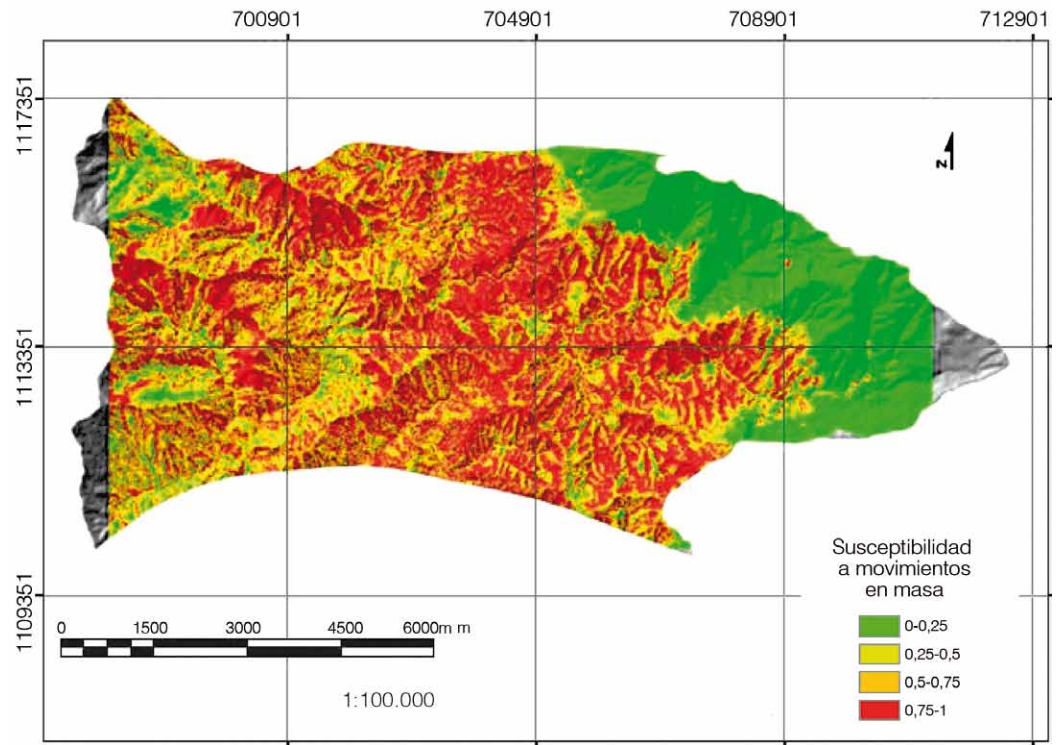 700901 704901 708901 712901
1117351
1113351
1109351
N
Susceptibilidad
a movimientos
en masa
0-0,25
0,25-0,5
0,5-0,75
0,75-1
0 1500 3000 4500 6000m m
1:100.000